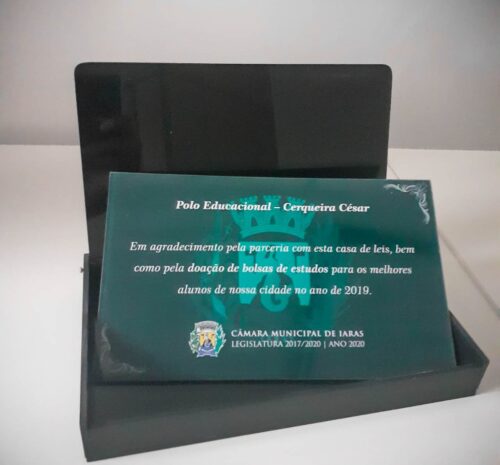 Polo Educacional – Cerqueira César
Em agradecimento pela parceria com esta casa de leis, bem
como pela doação de bolsas de estudos para os melhores
alunos de nossa cidade no ano de 2019.
CÂMARA MUNICIPAL DE IARAS
LEGISLATURA 2017/2020 | ANO 2020